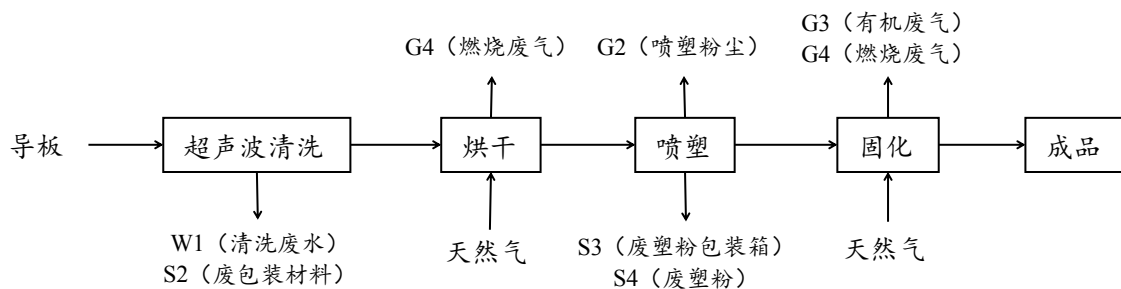 G3（有机废气）
G4（燃烧废气）
G2（喷塑粉尘）
G4（燃烧废气）
导板
超声波清洗
烘干
喷塑
固化
成品
W1（清洗废水）
S2（废包装材料）
天然气
S3（废塑粉包装箱）
S4（废塑粉）
天然气